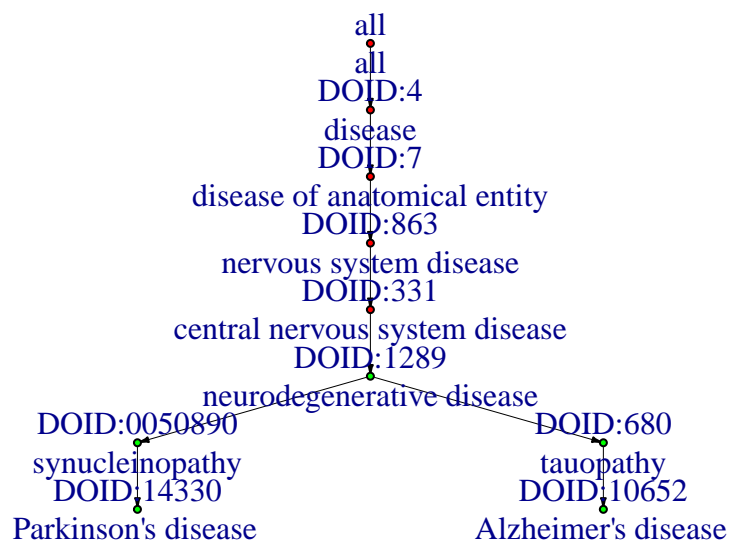 all
all
DOID:4
disease
DOID:7
disease of anatomical entity
DOID:863
nervous system disease
DOID:331
central nervous system disease
DOID:1289
neurodegenerative disease
DOID:0050890
DOID:680
synucleinopathy
tauopathy
DOID:14330
DOID:10652
Parkinson's disease
Alzheimer's disease